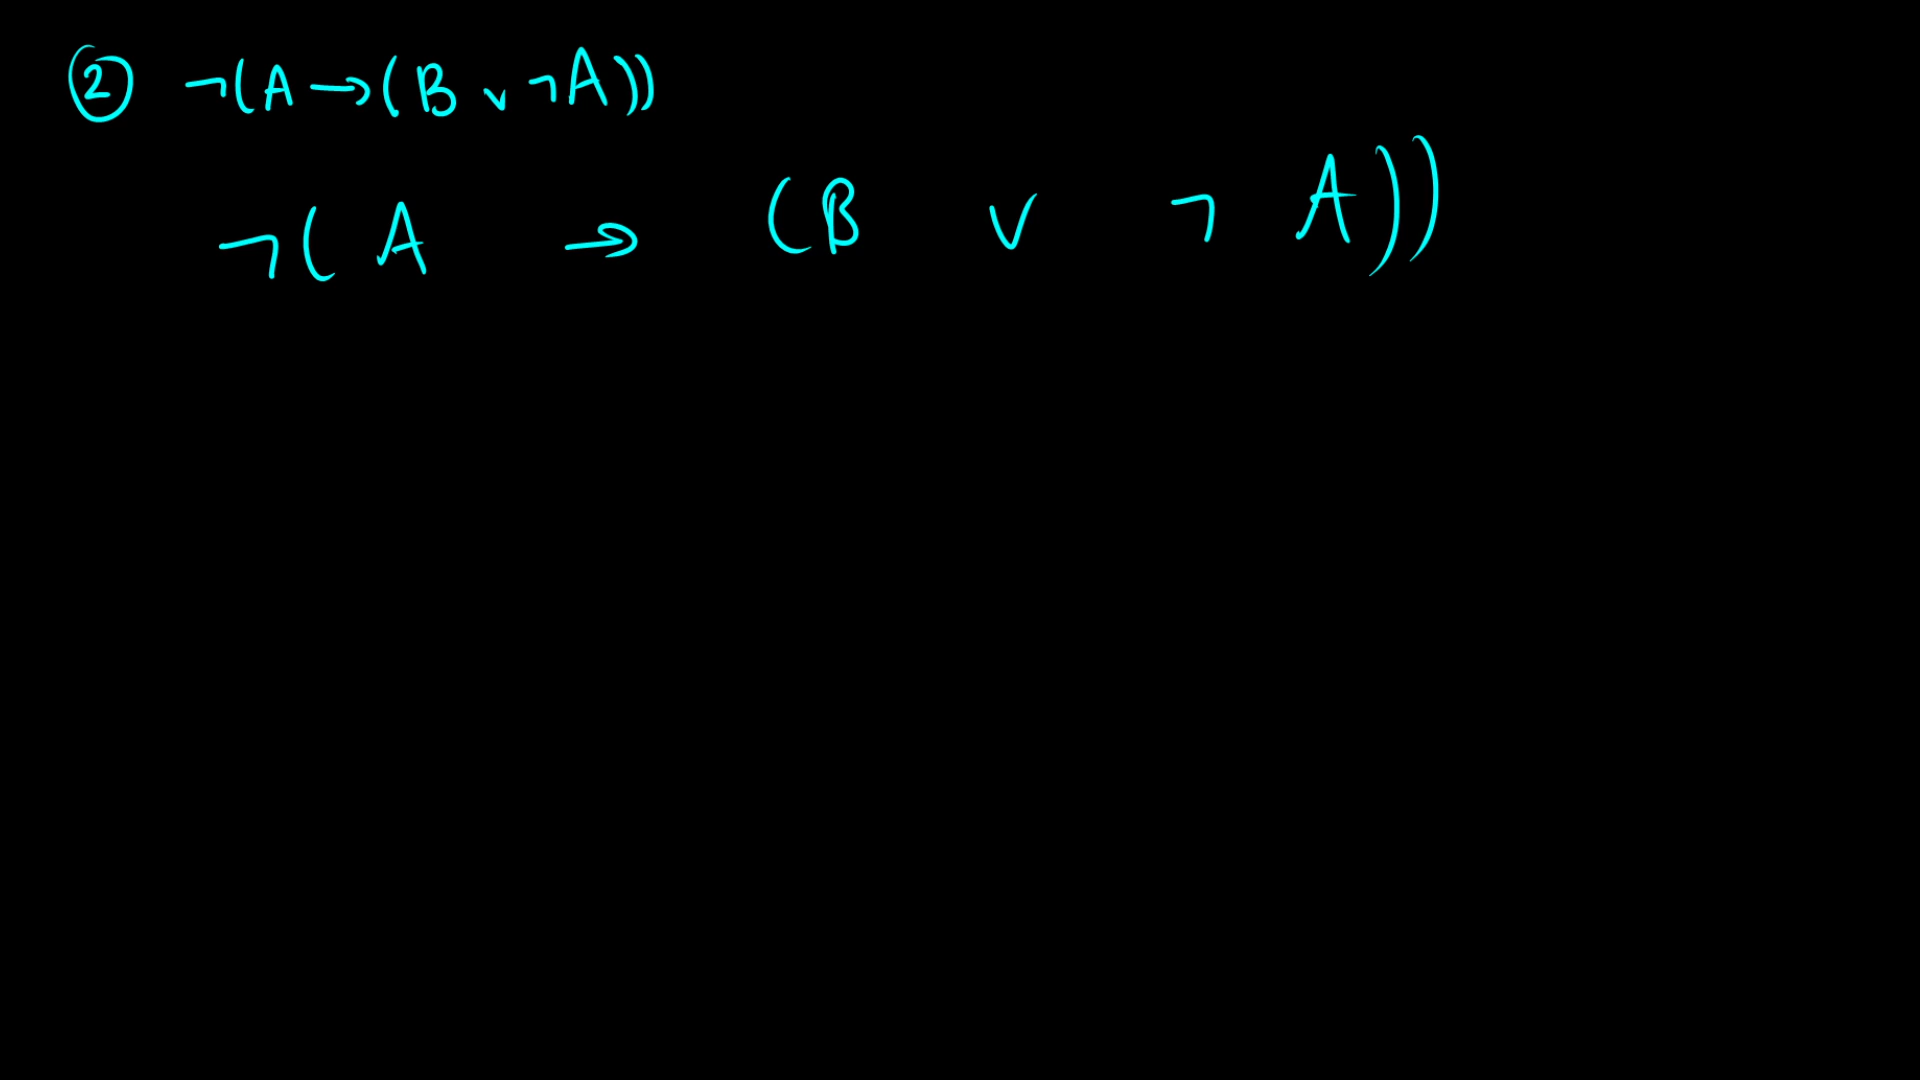 ② ¬(A→(B ∨ ¬A))
¬( A → (B ∨ ¬ A))